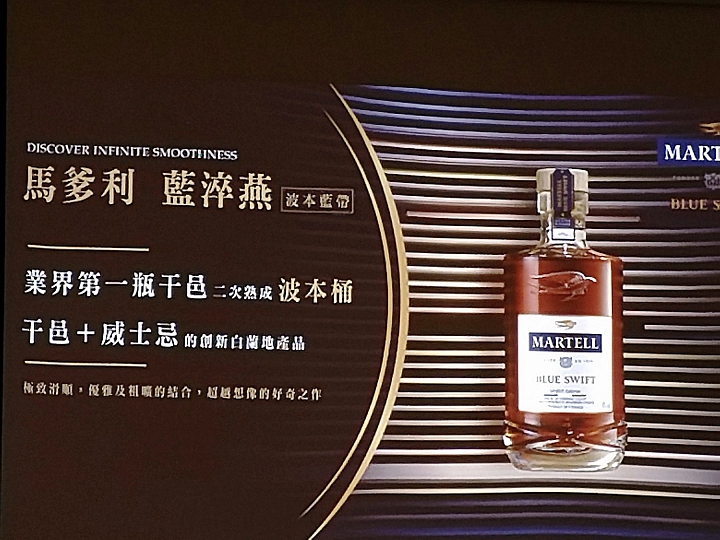 DISCOVER INFINITE SMOOTHNESS
馬爹利 藍淬燕 波本藍帶
業界第一瓶干邑二次熟成波本桶
干邑+威士忌的創新白蘭地產品
極致滑順，優雅及粗曠的結合，超越想像的好奇之作
MARTELL
BLUE SWIFT
MART
BLUE S